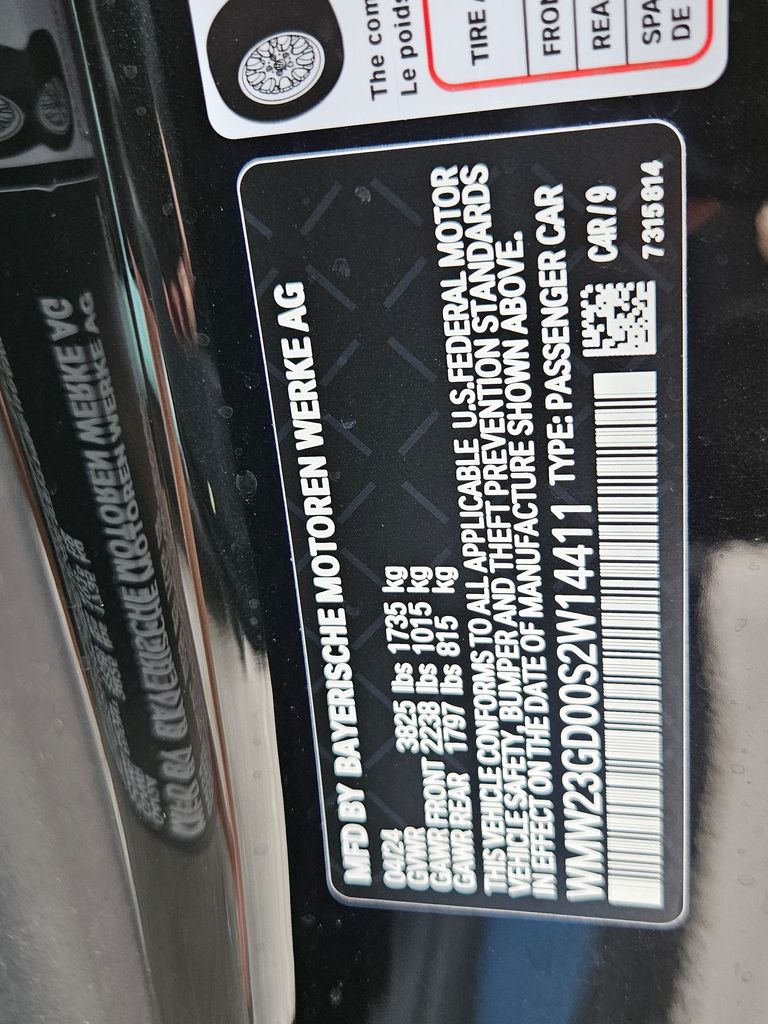 The com
Le poids
TIRE
FRON
REA
SPA
DE
MFD BY BAYERISCHE MOTOREN WERKE AG
04/24
GVWR 3825 lbs 1735 kg
GAWR FRONT 2238 lbs 1015 kg
GAWR REAR 1797 lbs 815 kg
THIS VEHICLE CONFORMS TO ALL APPLICABLE U.S.FEDERAL MOTOR
VEHICLE SAFETY, BUMPER AND THEFT PREVENTION STANDARDS
IN EFFECT ON THE DATE OF MANUFACTURE SHOWN ABOVE.
WMW23GD00S2W14411 TYPE: PASSENGER CAR
C4R / 9
7315814